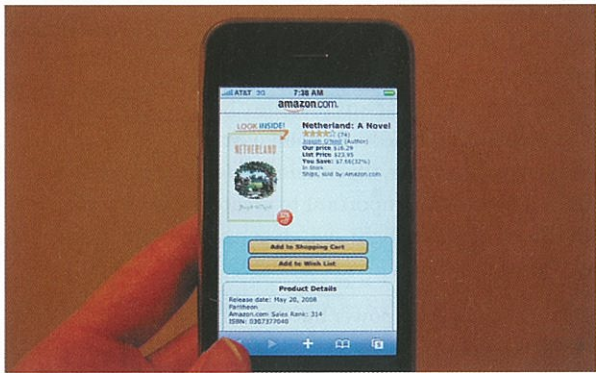 AT&T 3G 7:38 AM
amazon.com
LOOK INSIDE!
NETHERLAND
Netherland: A Novel
(74)
Joseph O'Neill (Author)
Our price $16.29
List Price $23.95
You Save: $7.66(32%)
In Stock
Ships, sold by Amazon.com
Add to Shopping Cart
Add to Wish List
Product Details
Release date: May 20, 2008
Pantheon
Amazon.com Sales Rank: 314
ISBN: 0307377040